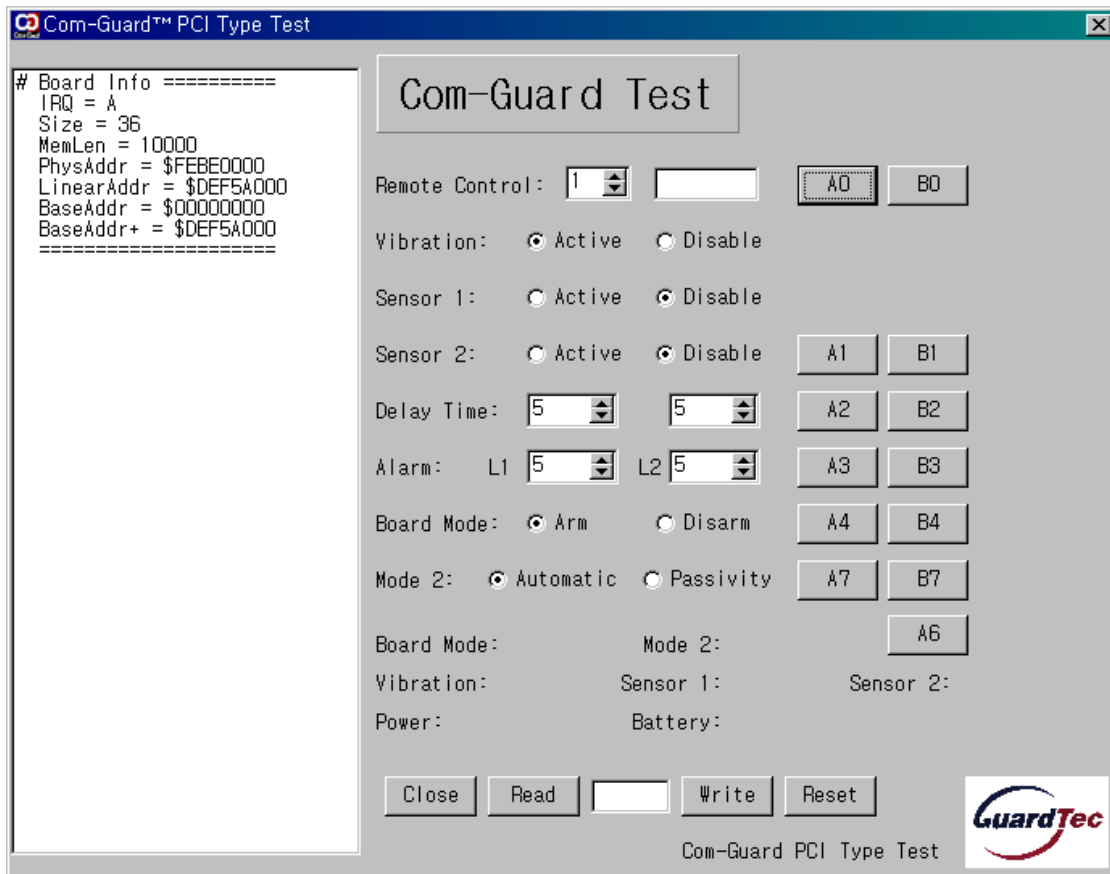 Com-Guard™ PCI Type Test
# Board Info ==========
IRQ = A
Size = 36
MemLen = 10000
PhysAddr = $FEBE0000
LinearAddr = $DEF5A000
BaseAddr = $00000000
BaseAddr+ = $DEF5A000
=====================
Com-Guard Test
Remote Control: 1 A0 B0
Vibration: Active Disable
Sensor 1: Active Disable
Sensor 2: Active Disable A1 B1
Delay Time: 5 5 A2 B2
Alarm: L1 5 L2 5 A3 B3
Board Mode: Arm Disarm A4 B4
Mode 2: Automatic Passivity A7 B7
Board Mode: Mode 2: A6
Vibration: Sensor 1: Sensor 2:
Power: Battery:
Close Read Write Reset
GuardTec
Com-Guard PCI Type Test